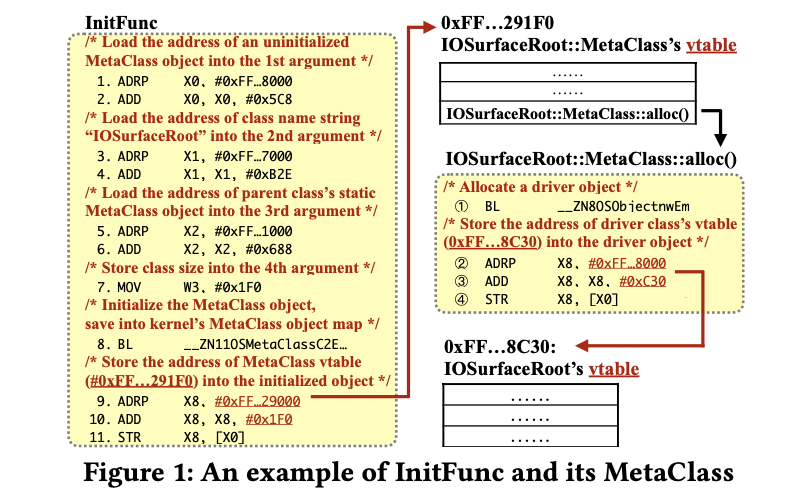 InitFunc
/* Load the address of an uninitialized
MetaClass object into the 1st argument */
1. ADRP X0, #0xFF…8000
2. ADD X0, X0, #0x5C8
/* Load the address of class name string
“IOSurfaceRoot” into the 2nd argument */
3. ADRP X1, #0xFF…7000
4. ADD X1, X1, #0xB2E
/* Load the address of parent class’s static
MetaClass object into the 3rd argument */
5. ADRP X2, #0xFF…1000
6. ADD X2, X2, #0x688
/* Store class size into the 4th argument */
7. MOV W3, #0x1F0
/* Initialize the MetaClass object,
save into kernel’s MetaClass object map */
8. BL __ZN11OSMetaClassC2E…
/* Store the address of MetaClass vtable
(#0xFF…291F0) into the initialized object */
9. ADRP X8, #0xFF…29000
10. ADD X8, X8, #0x1F0
11. STR X8, [X0]
0xFF…291F0
IOSurfaceRoot::MetaClass’s vtable
……
……
IOSurfaceRoot::MetaClass::alloc()
IOSurfaceRoot::MetaClass::alloc()
/* Allocate a driver object */
① BL __ZN8OSObjectnwEm
/* Store the address of driver class’s vtable
(0xFF…8C30) into the driver object */
② ADRP X8, #0xFF…8000
③ ADD X8, X8, #0xC30
④ STR X8, [X0]
0xFF…8C30:
IOSurfaceRoot’s vtable
……
……
……
Figure 1: An example of InitFunc and its MetaClass